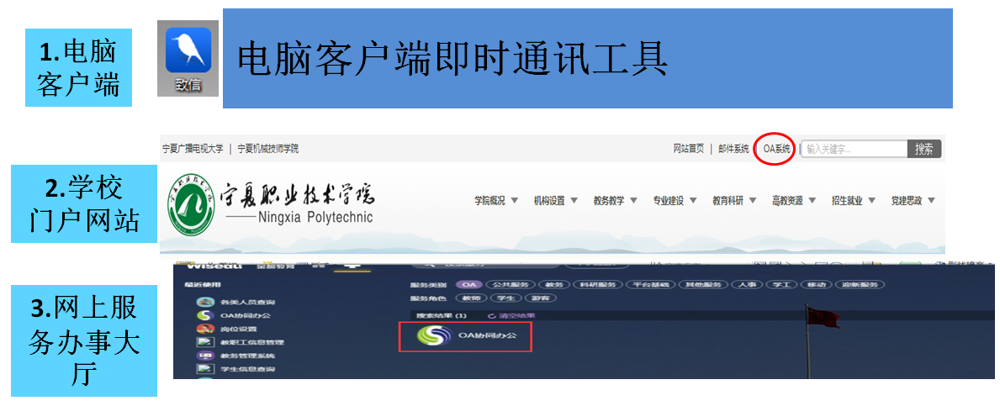 1.电脑
客户端
致信
电脑客户端即时通讯工具
2.学校
门户网站
宁夏广播电视大学 | 宁夏机械技师学院
网站首页 | 邮件系统 | OA系统 | 输入关键字... 搜索
宁夏职业技术学院
Ningxia Polytechnic
学院概况 ▼ 机构设置 ▼ 教务教学 ▼ 专业建设 ▼ 教育科研 ▼ 高教资源 ▼ 招生就业 ▼ 党建思政 ▼
3.网上服
务办事大
厅
wiseau 金智教育
最近使用
各类人员查询
OA协同办公
岗位设置
教职工信息管理
教务管理系统
学生信息查询
服务类别 OA 公共服务 教务 科研服务 平台基础 其他服务 人事 学工 移动 迎新服务
服务角色 教师 学生 游客
搜索结果 (1) 清空结果
OA协同办公